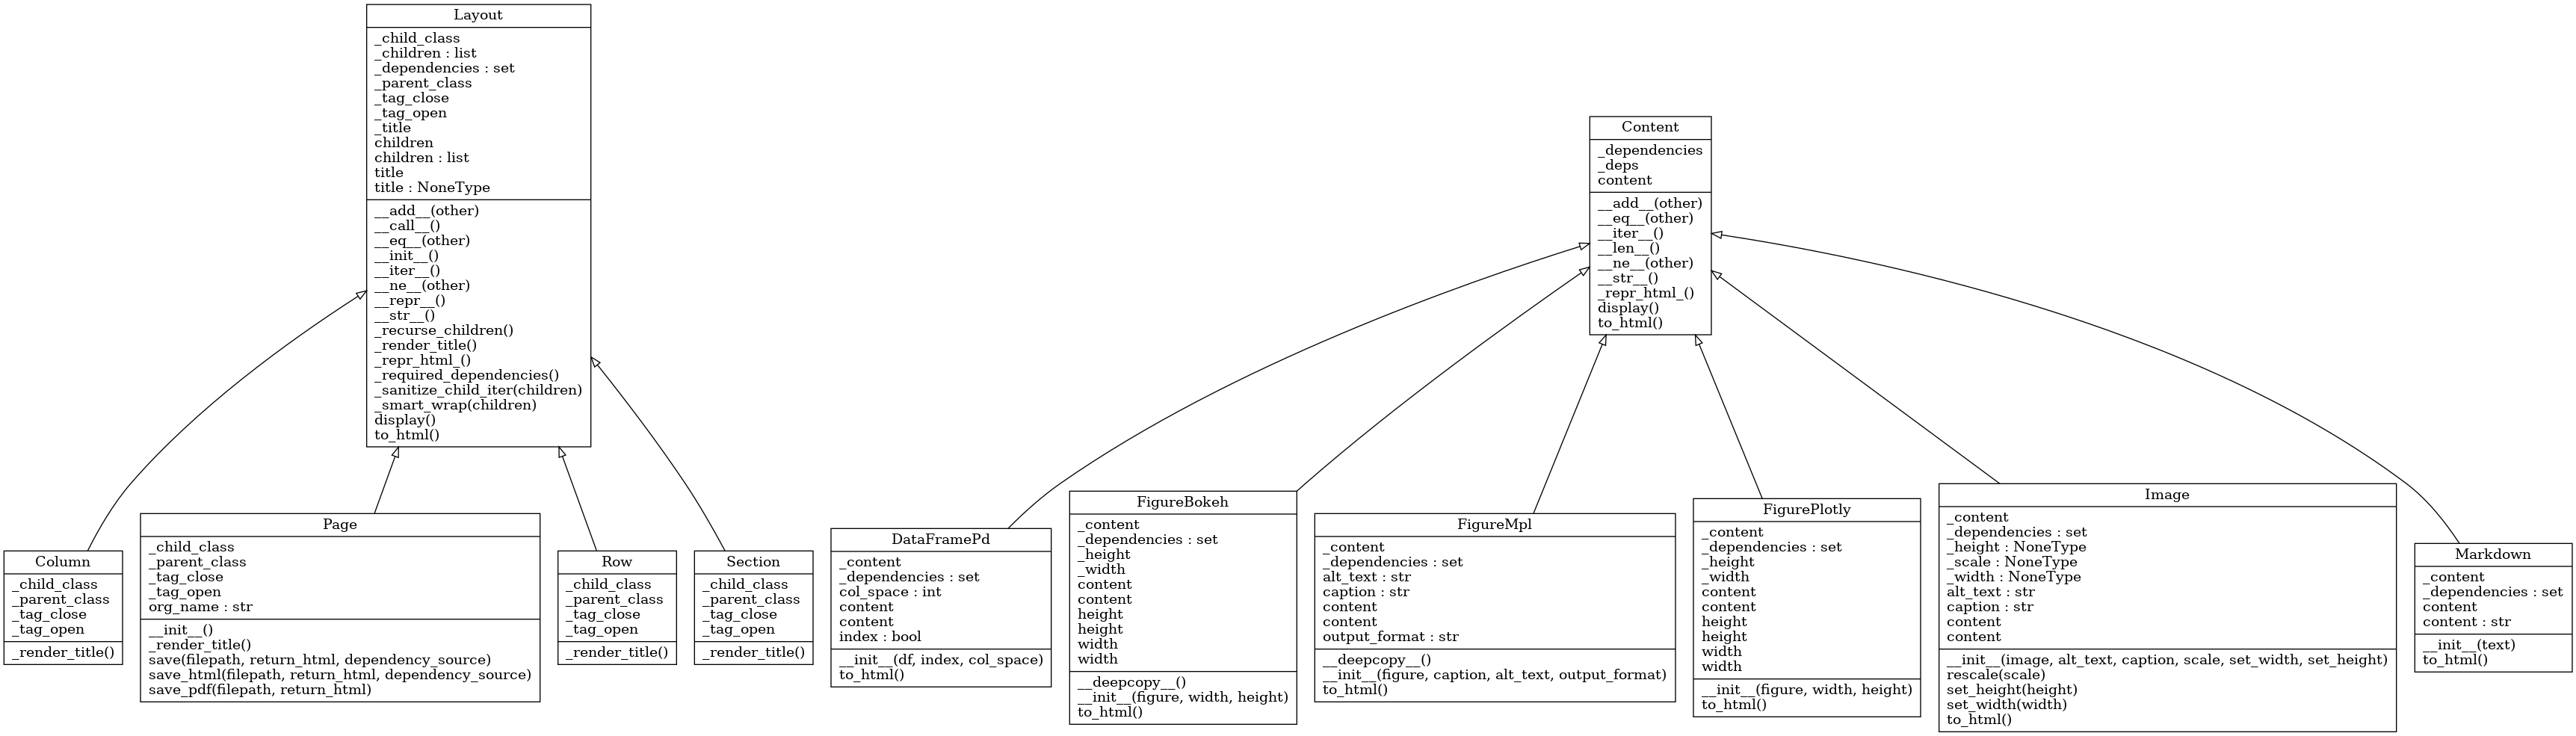 Layout
_child_class
_children : list
_dependencies : set
_parent_class
_tag_close
_tag_open
_title
children
children : list
title
title : NoneType
__add__(other)
__call__()
__eq__(other)
__init__()
__iter__()
__ne__(other)
__repr__()
__str__()
_recurse_children()
_render_title()
_repr_html_()
_required_dependencies()
_sanitize_child_iter(children)
_smart_wrap(children)
display()
to_html()
Content
_dependencies
_deps
content
__add__(other)
__eq__(other)
__iter__()
__len__()
__ne__(other)
__str__()
_repr_html_()
display()
to_html()
Column
_child_class
_parent_class
_tag_close
_tag_open
_render_title()
Page
_child_class
_parent_class
_tag_close
_tag_open
org_name : str
__init__()
_render_title()
save(filepath, return_html, dependency_source)
save_html(filepath, return_html, dependency_source)
save_pdf(filepath, return_html)
Row
_child_class
_parent_class
_tag_close
_tag_open
_render_title()
Section
_child_class
_parent_class
_tag_close
_tag_open
_render_title()
DataFramePd
_content
_dependencies : set
col_space : int
content
content
index : bool
__init__(df, index, col_space)
to_html()
FigureBokeh
_content
_dependencies : set
_height
_width
content
content
height
height
width
width
__deepcopy__()
__init__(figure, width, height)
to_html()
FigureMpl
_content
_dependencies : set
alt_text : str
caption : str
content
content
output_format : str
__deepcopy__()
__init__(figure, caption, alt_text, output_format)
to_html()
FigurePlotly
_content
_dependencies : set
_height
_width
content
content
height
height
width
width
__init__(figure, width, height)
to_html()
Image
_content
_dependencies : set
_height : NoneType
_scale : NoneType
_width : NoneType
alt_text : str
caption : str
content
content
__init__(image, alt_text, caption, scale, set_width, set_height)
rescale(scale)
set_height(height)
set_width(width)
to_html()
Markdown
_content
_dependencies : set
content
content : str
__init__(text)
to_html()